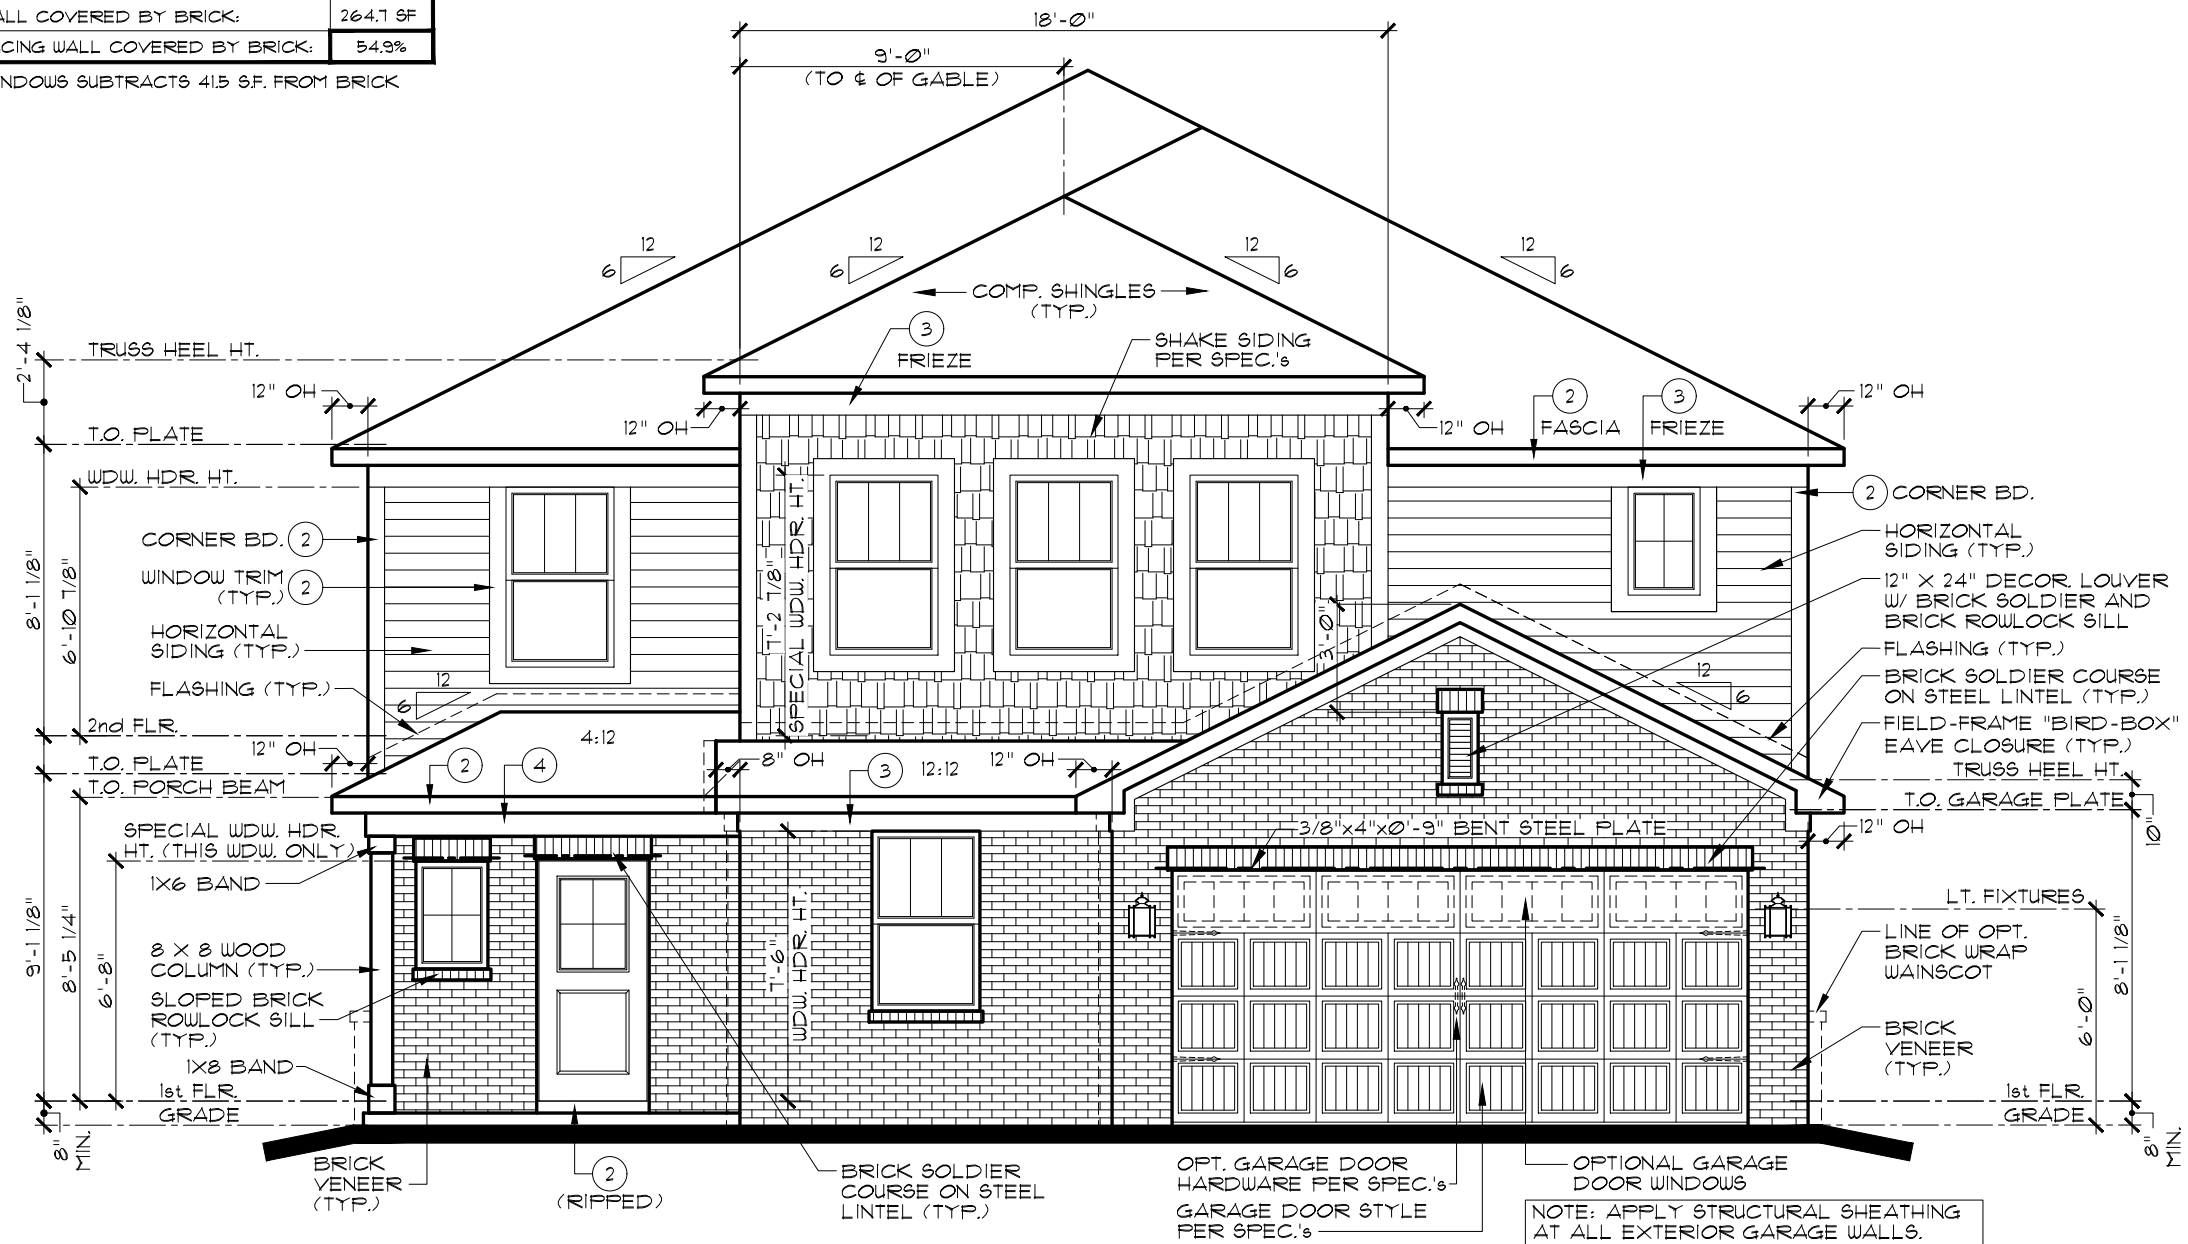 ALL COVERED BY BRICK: 264.7 SF
CING WALL COVERED BY BRICK: 54.9%
NDOWS SUBTRACTS 41.5 S.F. FROM BRICK
18'-0"
9'-0"
(TO ℄ OF GABLE)
12
6
12
6
12
6
12
6
COMP. SHINGLES
(TYP.)
3
FRIEZE
SHAKE SIDING
PER SPEC.'s
2'-4 1/8"
TRUSS HEEL HT.
12" OH
12" OH
12" OH
2
FASCIA
3
FRIEZE
12" OH
T.O. PLATE
WDW. HDR. HT.
2 CORNER BD.
CORNER BD. 2
WINDOW TRIM
(TYP.) 2
HORIZONTAL
SIDING (TYP.)
FLASHING (TYP.)
8'-1 1/8"
6'-10 7/8"
7'-2 7/8"
SPECIAL WDW. HDR. HT.
3'-0"
HORIZONTAL
SIDING (TYP.)
12" X 24" DECOR. LOUVER
W/ BRICK SOLDIER AND
BRICK ROWLOCK SILL
FLASHING (TYP.)
BRICK SOLDIER COURSE
ON STEEL LINTEL (TYP.)
FIELD-FRAME "BIRD-BOX"
EAVE CLOSURE (TYP.)
12
6
12
6
2nd FLR.
12" OH
4:12
T.O. PLATE
T.O. PORCH BEAM
2
4
8" OH
3
12:12
12" OH
TRUSS HEEL HT.
T.O. GARAGE PLATE
12" OH
10"
SPECIAL WDW. HDR.
HT. (THIS WDW. ONLY)
1X6 BAND
3/8"x4"x0'-9" BENT STEEL PLATE
9'-1 1/8"
8'-5 1/4"
6'-8"
8 X 8 WOOD
COLUMN (TYP.)
SLOPED BRICK
ROWLOCK SILL
(TYP.)
1X8 BAND
1st FLR.
GRADE
8"
MIN.
7'-6"
WDW. HDR. HT.
LT. FIXTURES
LINE OF OPT.
BRICK WRAP
WAINSCOT
8'-1 1/8"
6'-0"
BRICK
VENEER
(TYP.)
1st FLR.
GRADE
8"
MIN.
BRICK
VENEER
(TYP.)
2
(RIPPED)
BRICK SOLDIER
COURSE ON STEEL
LINTEL (TYP.)
OPT. GARAGE DOOR
HARDWARE PER SPEC.'s
GARAGE DOOR STYLE
PER SPEC.'s
OPTIONAL GARAGE
DOOR WINDOWS
NOTE: APPLY STRUCTURAL SHEATHING
AT ALL EXTERIOR GARAGE WALLS.